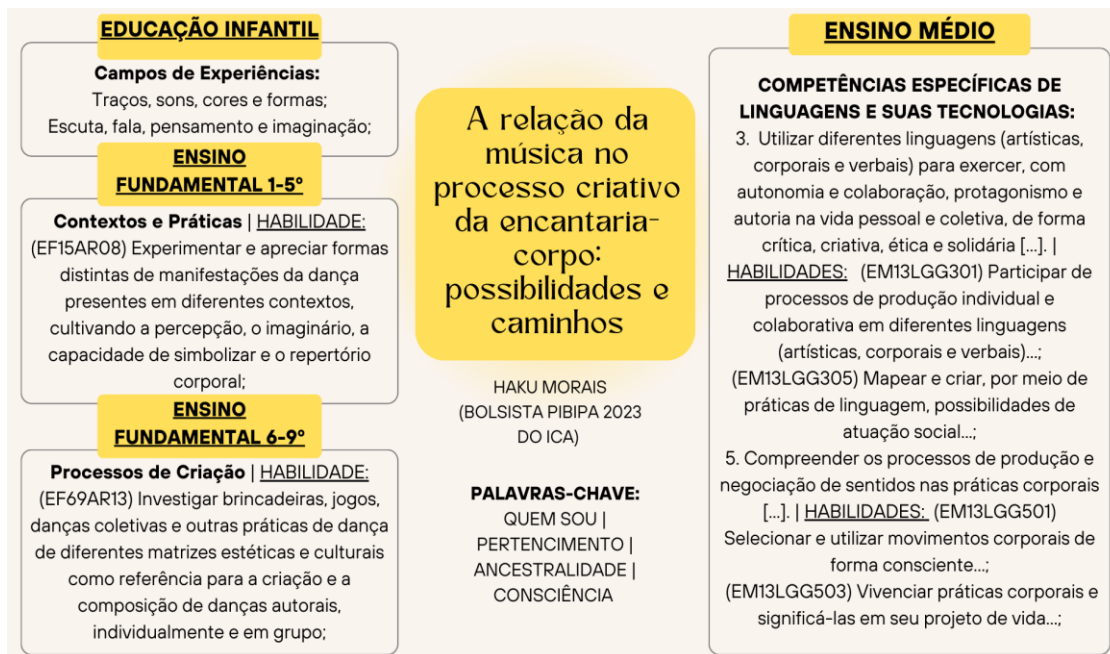 EDUCAÇÃO INFANTIL
Campos de Experiências:
Traços, sons, cores e formas;
Escuta, fala, pensamento e imaginação;
ENSINO
FUNDAMENTAL 1-5º
Contextos e Práticas | HABILIDADE:
(EF15AR08) Experimentar e apreciar formas
distintas de manifestações da dança
presentes em diferentes contextos,
cultivando a percepção, o imaginário, a
capacidade de simbolizar e o repertório
corporal;
ENSINO
FUNDAMENTAL 6-9º
Processos de Criação | HABILIDADE:
(EF69AR13) Investigar brincadeiras, jogos,
danças coletivas e outras práticas de dança
de diferentes matrizes estéticas e culturais
como referência para a criação e a
composição de danças autorais,
individualmente e em grupo;
A relação da
música no
processo criativo
da encantaria-
corpo:
possibilidades e
caminhos
HAKU MORAIS
(BOLSISTA PIBIPA 2023
DO ICA)
PALAVRAS-CHAVE:
QUEM SOU |
PERTENCIMENTO |
ANCESTRALIDADE |
CONSCIÊNCIA
ENSINO MÉDIO
COMPETÊNCIAS ESPECÍFICAS DE
LINGUAGENS E SUAS TECNOLOGIAS:
3. Utilizar diferentes linguagens (artísticas,
corporais e verbais) para exercer, com
autonomia e colaboração, protagonismo e
autoria na vida pessoal e coletiva, de forma
crítica, criativa, ética e solidária [...]. |
HABILIDADES: (EM13LGG301) Participar de
processos de produção individual e
colaborativa em diferentes linguagens
(artísticas, corporais e verbais)...;
(EM13LGG305) Mapear e criar, por meio de
práticas de linguagem, possibilidades de
atuação social...;
5. Compreender os processos de produção e
negociação de sentidos nas práticas corporais
[...]. | HABILIDADES: (EM13LGG501)
Selecionar e utilizar movimentos corporais de
forma consciente...;
(EM13LGG503) Vivenciar práticas corporais e
significá-las em seu projeto de vida...;